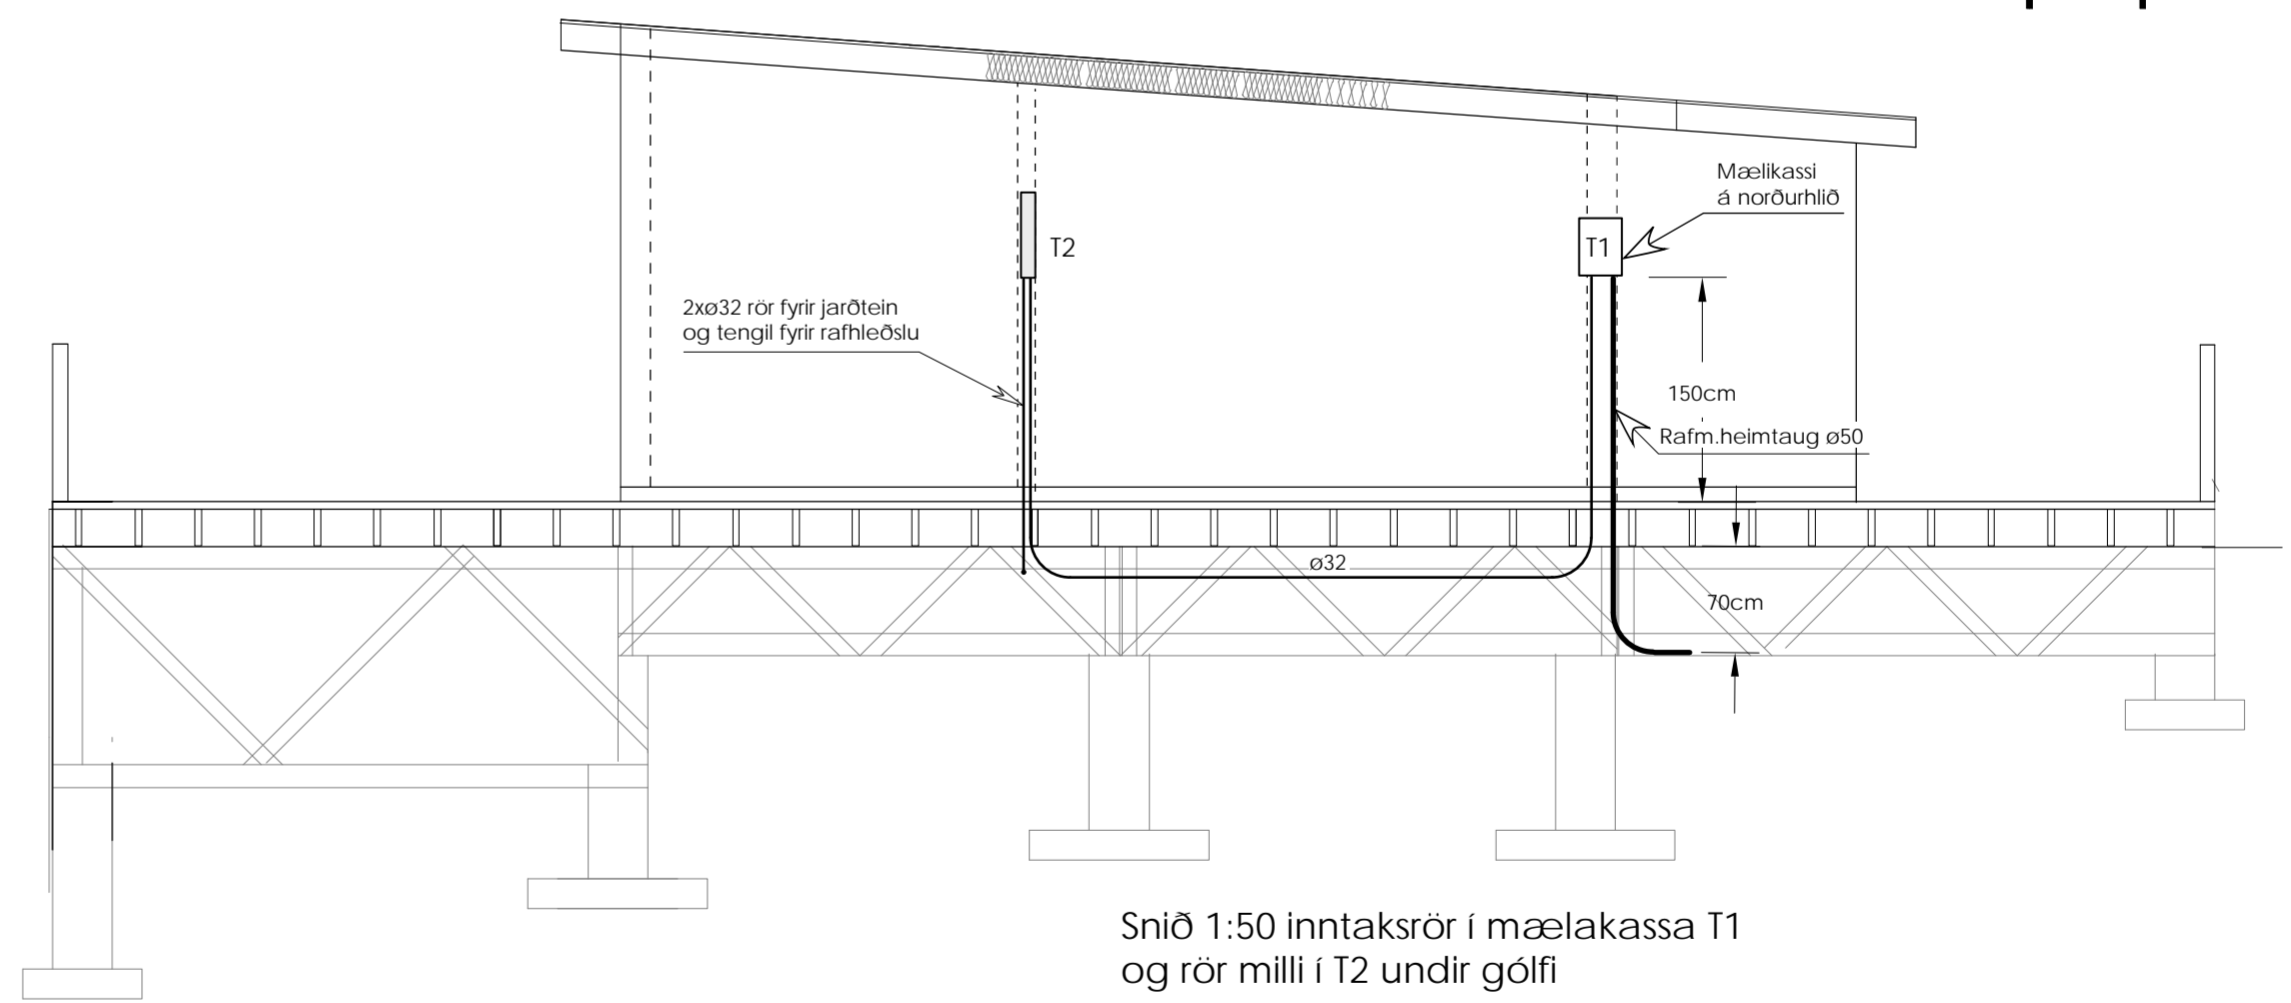 Mælikassi
á norðurhlið
T2
T1
2xø32 rör fyrir jarðtein
og tengil fyrir rafhleðslu
150cm
Rafm.heimtaug ø50
ø32
70cm
Snið 1:50 inntaksrör í mælakassa T1
og rör milli í T2 undir gólfi